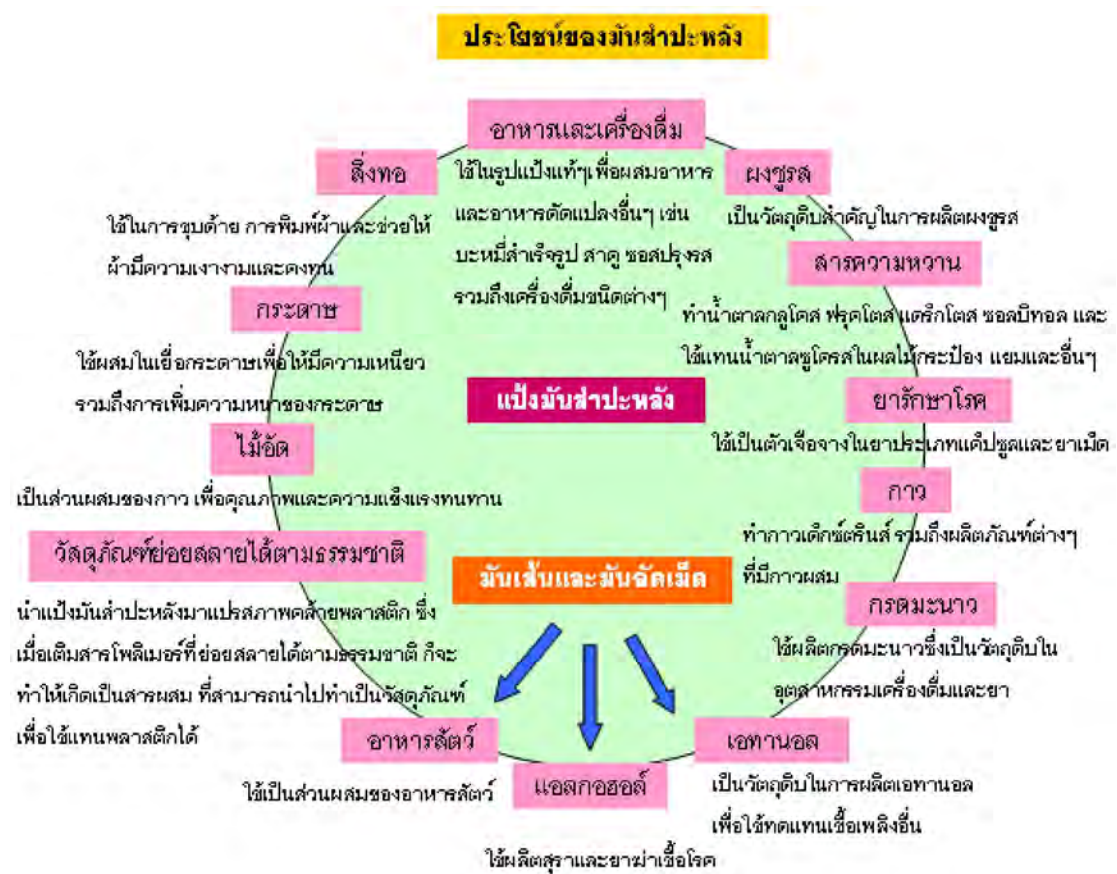 ประโยชน์ของมันสำปะหลัง
อาหารและเครื่องดื่ม
ใช้ในรูปแป้งแท้ๆเพื่อผสมอาหาร
และอาหารดัดแปลงอื่นๆ เช่น
บะหมี่สำเร็จรูป สาคู ซอสปรุงรส
รวมถึงเครื่องดื่มชนิดต่างๆ
ผงชูรส
เป็นวัตถุดิบสำคัญในการผลิตผงชูรส
สารความหวาน
ทำน้ำตาลกลูโคส ฟรุคโตส แดร็กโตส ซอลบิทอล และ
ใช้แทนน้ำตาลซูโครสในผลไม้กระป๋อง แยมและอื่นๆ
ยารักษาโรค
ใช้เป็นตัวเจือจางในยาประเภทแค็ปซูลและยาเม็ด
กาว
ทำกาวเด็กซ์ตรินส์ รวมถึงผลิตภัณฑ์ต่างๆ
ที่มีกาวผสม
กรดมะนาว
ใช้ผลิตกรดมะนาวซึ่งเป็นวัตถุดิบใน
อุตสาหกรรมเครื่องดื่มและยา
เอทานอล
เป็นวัตถุดิบในการผลิตเอทานอล
เพื่อใช้ทดแทนเชื้อเพลิงอื่น
แอลกอฮอล์
ใช้ผลิตสุราและยาฆ่าเชื้อโรค
อาหารสัตว์
ใช้เป็นส่วนผสมของอาหารสัตว์
วัสดุภัณฑ์ย่อยสลายได้ตามธรรมชาติ
นำแป้งมันสำปะหลังมาแปรสภาพคล้ายพลาสติก ซึ่ง
เมื่อเติมสารโพลิเมอร์ที่ย่อยสลายได้ตามธรรมชาติ ก็จะ
ทำให้เกิดเป็นสารผสม ที่สามารถนำไปทำเป็นวัสดุภัณฑ์
เพื่อใช้แทนพลาสติกได้
ไม้อัด
เป็นส่วนผสมของกาว เพื่อคุณภาพและความแข็งแรงทนทาน
กระดาษ
ใช้ผสมในเยื่อกระดาษเพื่อให้มีความเหนียว
รวมถึงการเพิ่มความหนาของกระดาษ
สิ่งทอ
ใช้ในการชุบด้าย การพิมพ์ผ้าและช่วยให้
ผ้ามีความเงางามและคงทน
แป้งมันสำปะหลัง
มันเส้นและมันอัดเม็ด